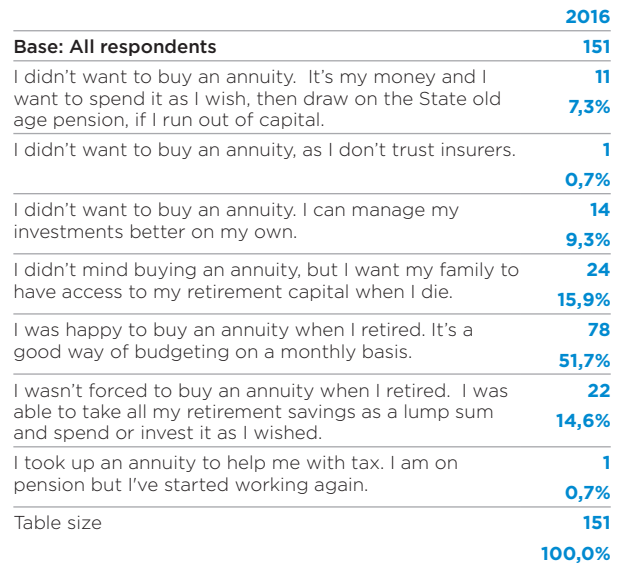 2016
Base: All respondents 151
I didn’t want to buy an annuity.  It’s my money and I 11
want to spend it as I wish, then draw on the State old
age pension, if I run out of capital. 7,3%
I didn’t want to buy an annuity, as I don’t trust insurers. 1
0,7%
I didn’t want to buy an annuity. I can manage my 14
investments better on my own. 9,3%
I didn’t mind buying an annuity, but I want my family to 24
have access to my retirement capital when I die. 15,9%
I was happy to buy an annuity when I retired. It’s a 78
good way of budgeting on a monthly basis. 51,7%
I wasn’t forced to buy an annuity when I retired.  I was 22
able to take all my retirement savings as a lump sum
and spend or invest it as I wished. 14,6%
I took up an annuity to help me with tax. I am on 1
pension but I've started working again. 0,7%
Table size 151
100,0%